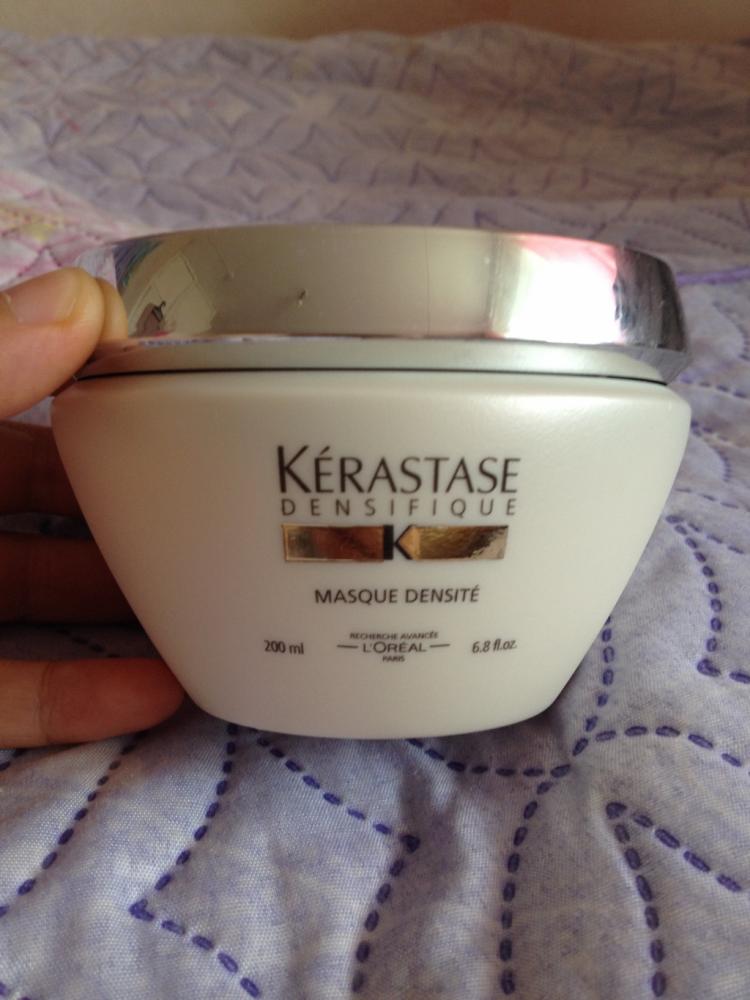 KÉRASTASE
DENSIFIQUE
K
MASQUE DENSITÉ
200 ml
RECHERCHE AVANCÉE
L'ORÉAL
PARIS
6.8 fl.oz.